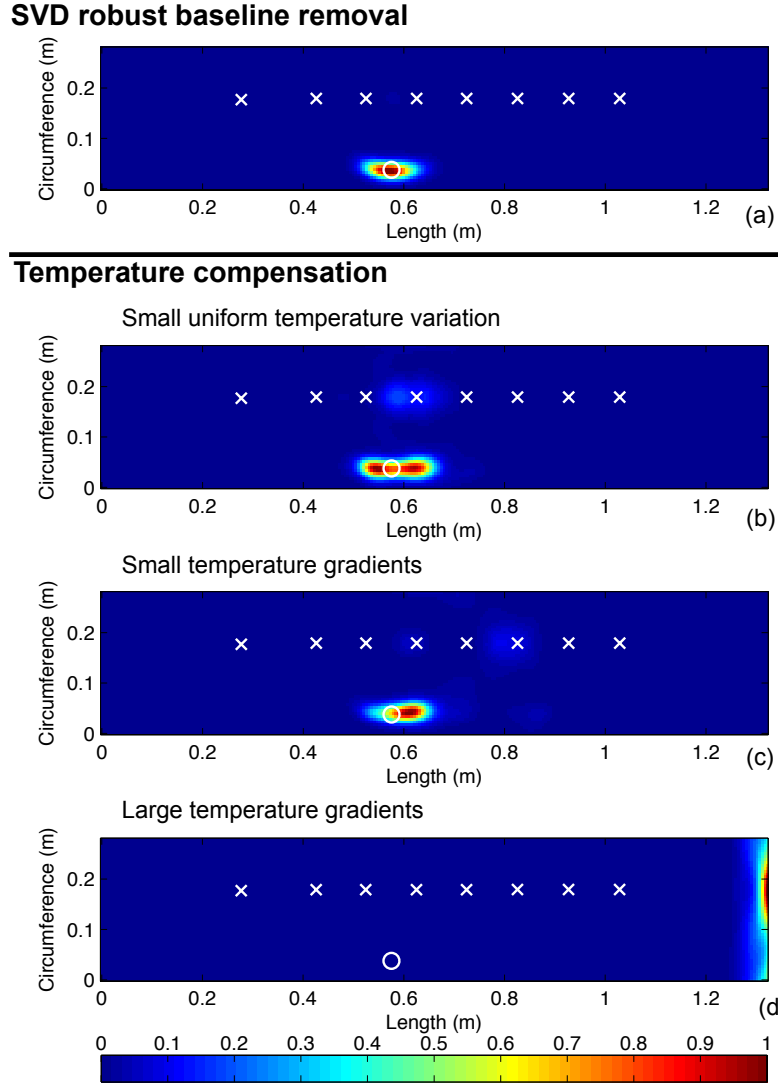 SVD robust baseline removal
Circumference (m)
0.2
0.1
0
0 0.2 0.4 0.6 0.8 1 1.2
Length (m)
(a)
Temperature compensation
Small uniform temperature variation
Circumference (m)
0.2
0.1
0
0 0.2 0.4 0.6 0.8 1 1.2
Length (m)
(b)
Small temperature gradients
Circumference (m)
0.2
0.1
0
0 0.2 0.4 0.6 0.8 1 1.2
Length (m)
(c)
Large temperature gradients
Circumference (m)
0.2
0.1
0
0 0.2 0.4 0.6 0.8 1 1.2
Length (m)
(d
0 0.1 0.2 0.3 0.4 0.5 0.6 0.7 0.8 0.9 1